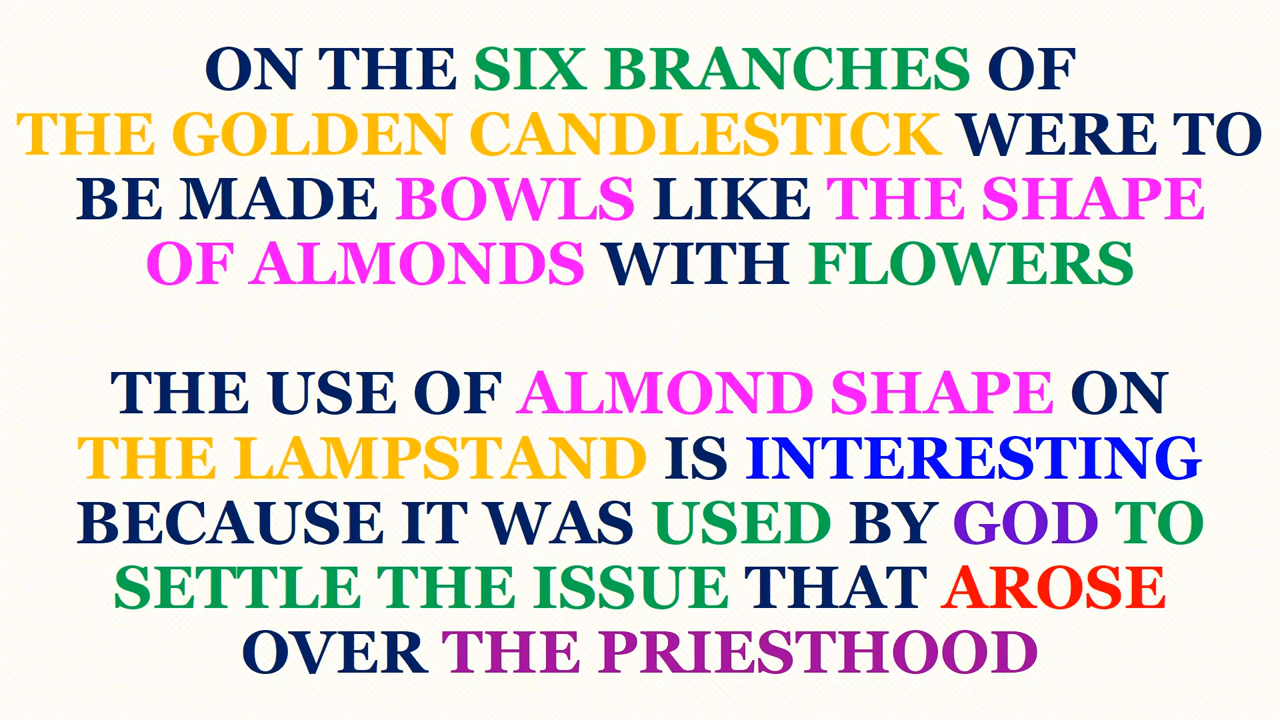 ON THE SIX BRANCHES OF
THE GOLDEN CANDLESTICK WERE TO
BE MADE BOWLS LIKE THE SHAPE
OF ALMONDS WITH FLOWERS
THE USE OF ALMOND SHAPE ON
THE LAMPSTAND IS INTERESTING
BECAUSE IT WAS USED BY GOD TO
SETTLE THE ISSUE THAT AROSE
OVER THE PRIESTHOOD